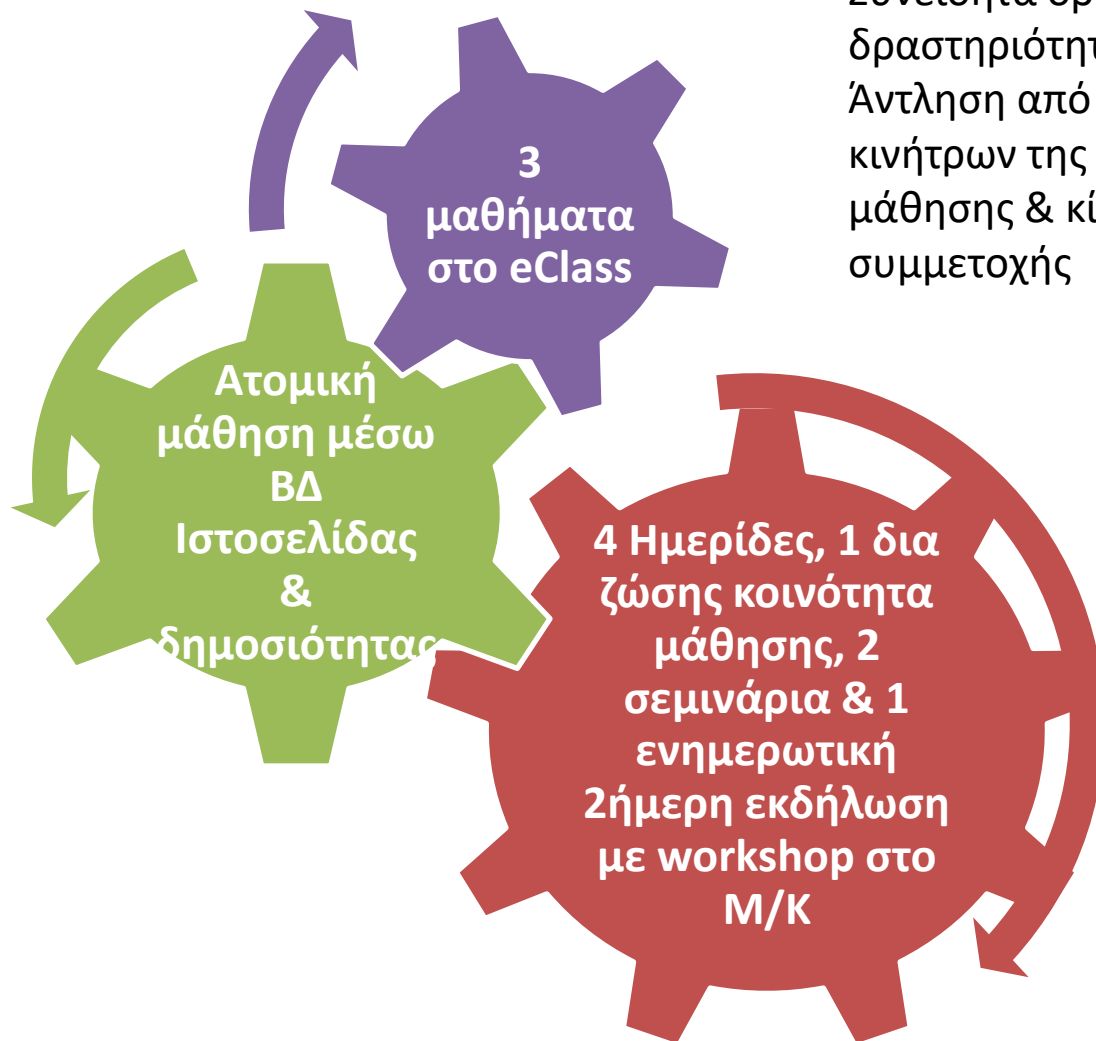 δραστηριότητ
Άντληση από
κινήτρων της
μάθησης & κί
συμμετοχής
3
μαθήματα
στο eClass
Ατομική
μάθηση μέσω
ΒΔ
Ιστοσελίδας
&
δημοσιότητας
4 Ημερίδες, 1 δια
ζώσης κοινότητα
μάθησης, 2
σεμινάρια & 1
ενημερωτική
2ήμερη εκδήλωση
με workshop στο
Μ/Κ